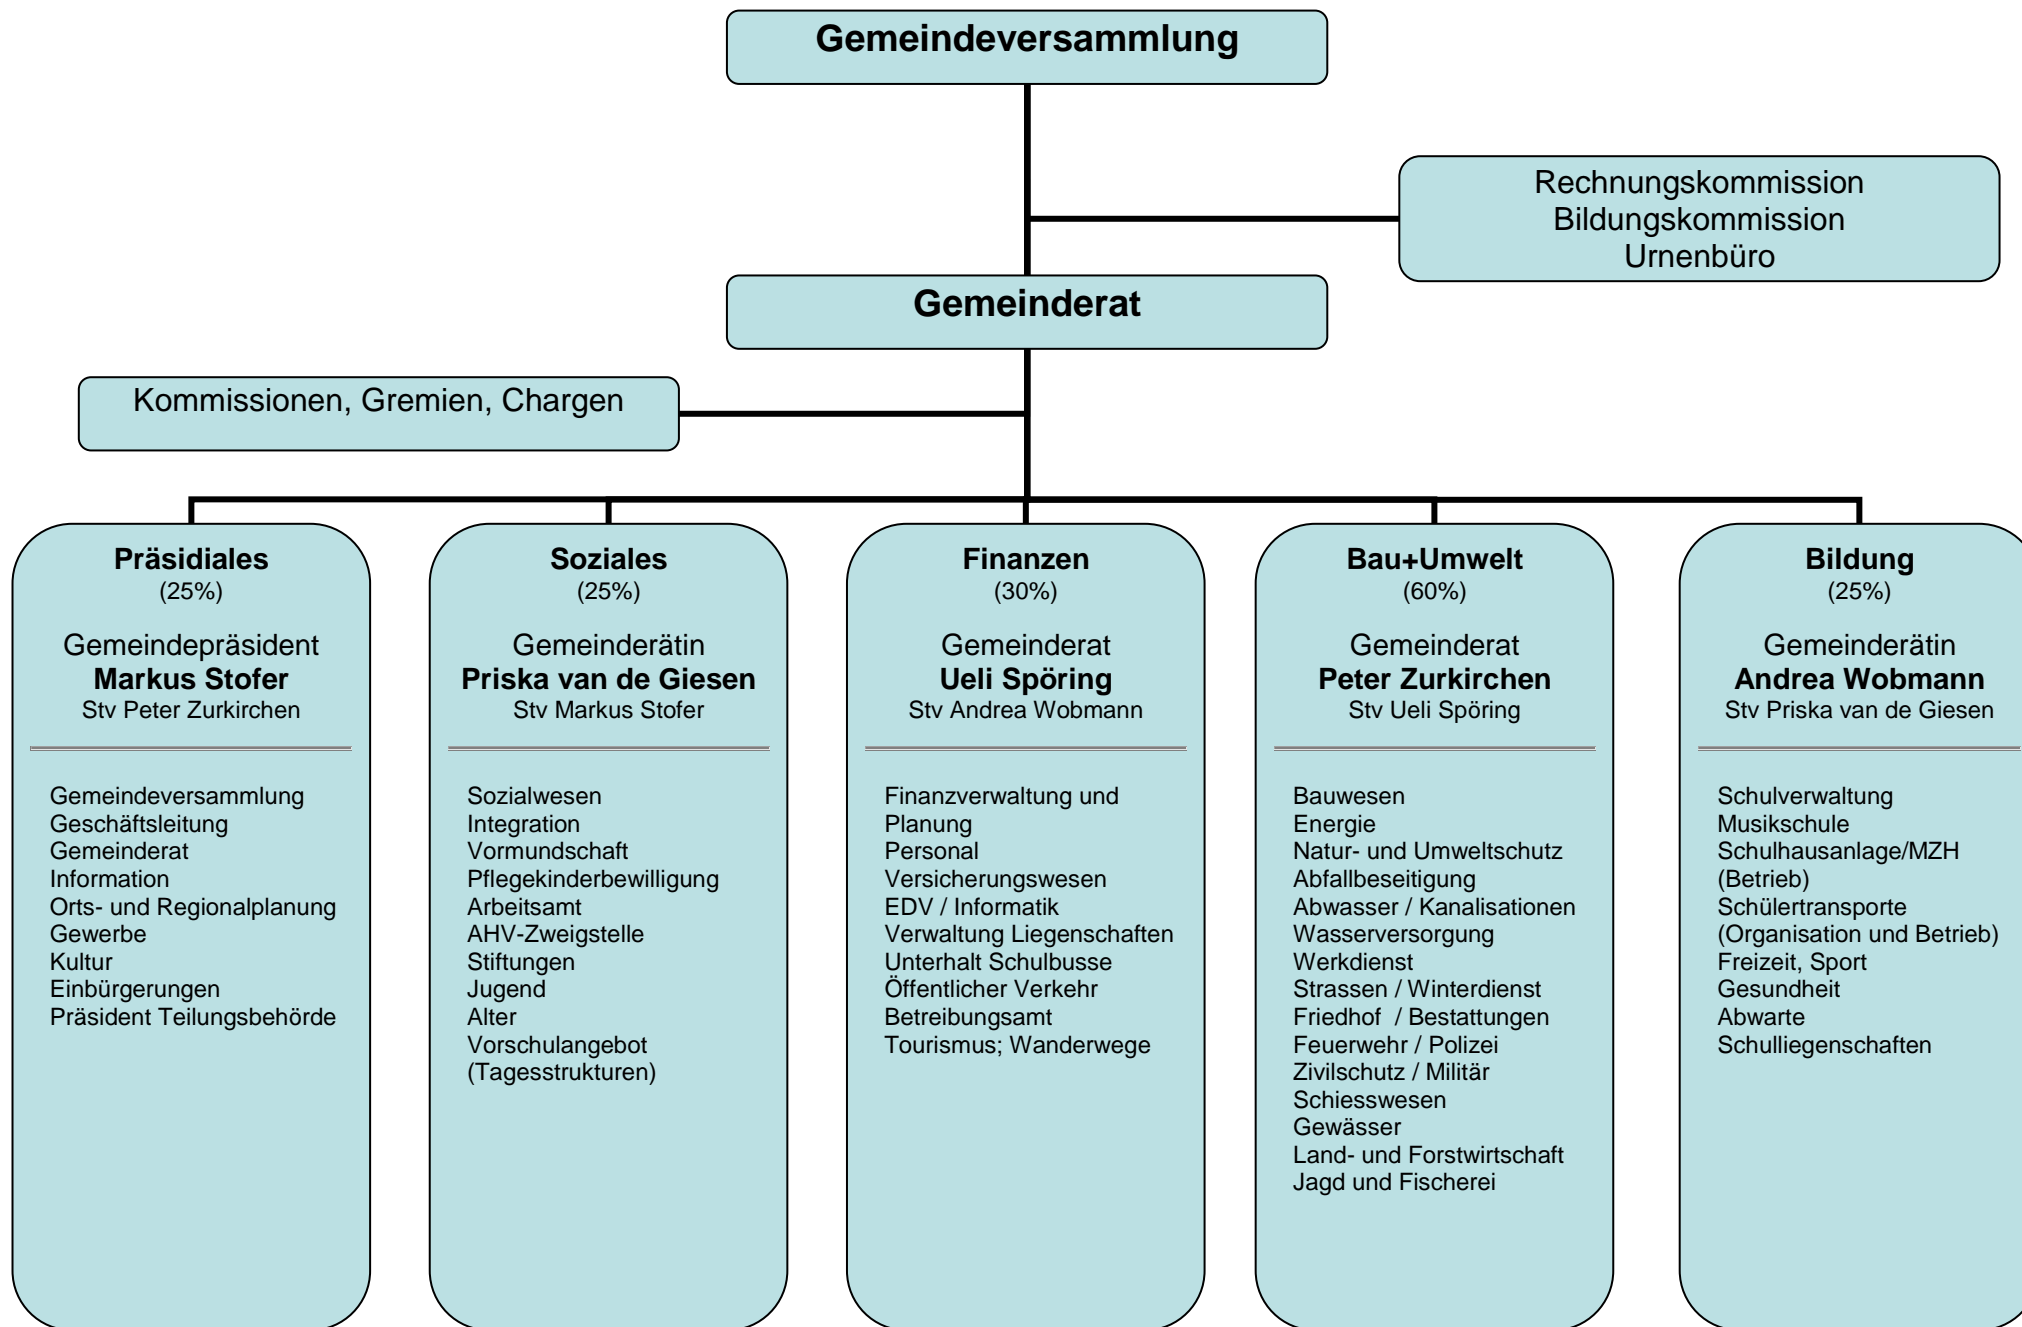 Gemeindeversammlung
Rechnungskommission
Bildungskommission
Urnenbüro
Gemeinderat
Kommissionen, Gremien, Chargen
Präsidiales
(25%)
Gemeindepräsident
Markus Stofer
Stv Peter Zurkirchen
Gemeindeversammlung
Geschäftsleitung
Gemeinderat
Information
Orts- und Regionalplanung
Gewerbe
Kultur
Einbürgerungen
Präsident Teilungsbehörde
Soziales
(25%)
Gemeinderätin
Priska van de Giesen
Stv Markus Stofer
Sozialwesen
Integration
Vormundschaft
Pflegekinderbewilligung
Arbeitsamt
AHV-Zweigstelle
Stiftungen
Jugend
Alter
Vorschulangebot
(Tagesstrukturen)
Finanzen
(30%)
Gemeinderat
Ueli Spöring
Stv Andrea Wobmann
Finanzverwaltung und
Planung
Personal
Versicherungswesen
EDV / Informatik
Verwaltung Liegenschaften
Unterhalt Schulbusse
Öffentlicher Verkehr
Betreibungsamt
Tourismus; Wanderwege
Bau+Umwelt
(60%)
Gemeinderat
Peter Zurkirchen
Stv Ueli Spöring
Bauwesen
Energie
Natur- und Umweltschutz
Abfallbeseitigung
Abwasser / Kanalisationen
Wasserversorgung
Werkdienst
Strassen / Winterdienst
Friedhof / Bestattungen
Feuerwehr / Polizei
Zivilschutz / Militär
Schiesswesen
Gewässer
Land- und Forstwirtschaft
Jagd und Fischerei
Bildung
(25%)
Gemeinderätin
Andrea Wobmann
Stv Priska van de Giesen
Schulverwaltung
Musikschule
Schulhausanlage/MZH
(Betrieb)
Schülertransporte
(Organisation und Betrieb)
Freizeit, Sport
Gesundheit
Abwarte
Schulliegenschaften